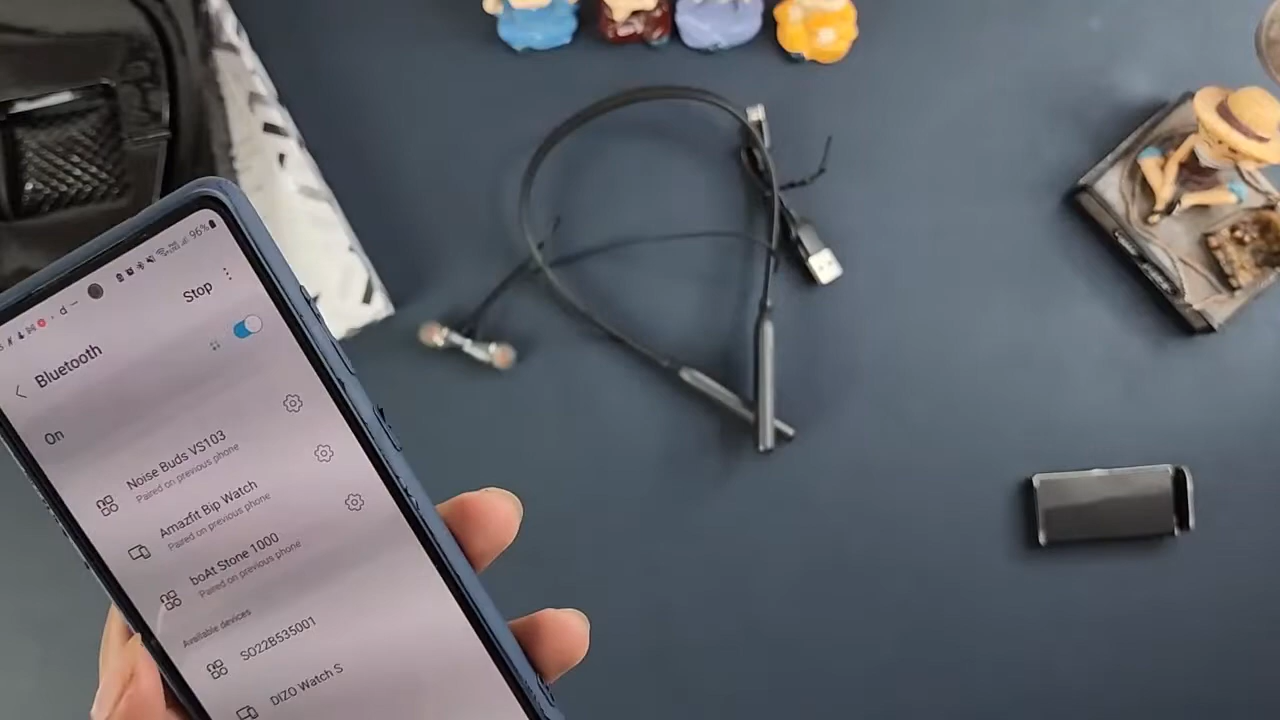 96%
Stop
Bluetooth
On
Noise Buds VS103
Paired on previous phone
Amazfit Bip Watch
Paired on previous phone
boAt Stone 1000
Paired on previous phone
Available devices
SO22B535001
DIZO Watch S